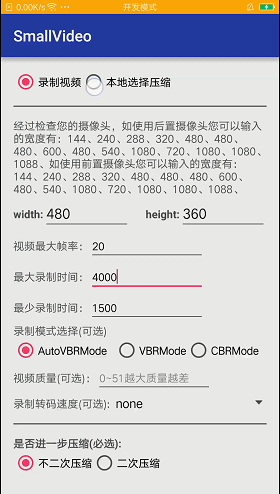 0.00K/s
开发模式
SmallVideo
录制视频 本地选择压缩
经过检查您的摄像头，如使用后置摄像头您可以输入
的宽度有：144、240、288、320、480、480、
480、600、480、540、1080、720、1080、1080、
1088、如使用前置摄像头您可以输入的宽度有：
144、240、288、320、480、480、480、600、
480、540、1080、720、1080、1080、1088、
width: 480 height: 360
视频最大帧率： 20
最大录制时间： 4000
最少录制时间： 1500
录制模式选择(可选)
AutoVBRMode VBRMode CBRMode
视频质量(可选)： 0~51越大质量越差
录制转码速度(可选): none
是否进一步压缩(必选):
不二次压缩 二次压缩